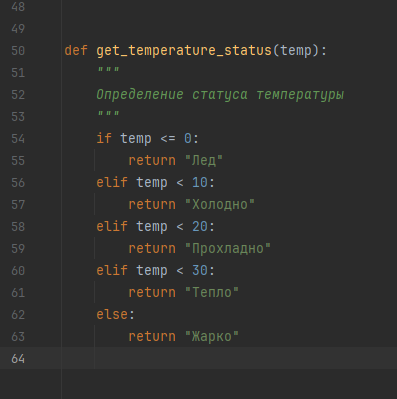 48
49
50 def get_temperature_status(temp):
51 """
52 Определение статуса температуры
53 """
54 if temp <= 0:
55 return "Лед"
56 elif temp < 10:
57 return "Холодно"
58 elif temp < 20:
59 return "Прохладно"
60 elif temp < 30:
61 return "Тепло"
62 else:
63 return "Жарко"
64